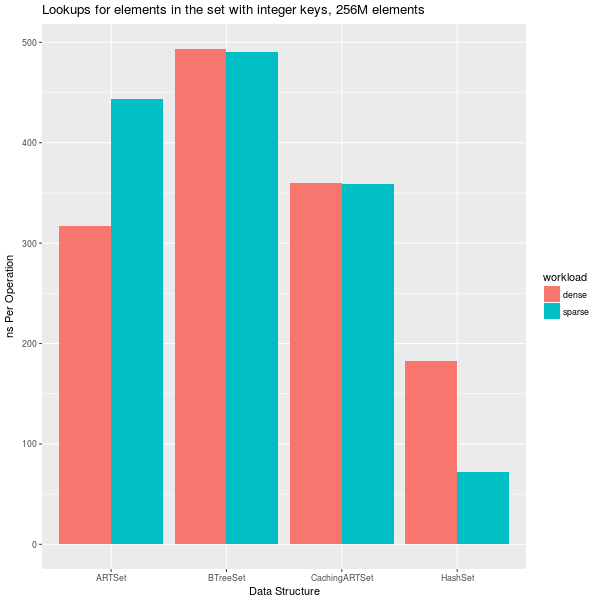 Lookups for elements in the set with integer keys, 256M elements
500
400
300
200
100
0
ns Per Operation
ARTSet BTreeSet CachingARTSet HashSet
Data Structure
workload
dense
sparse